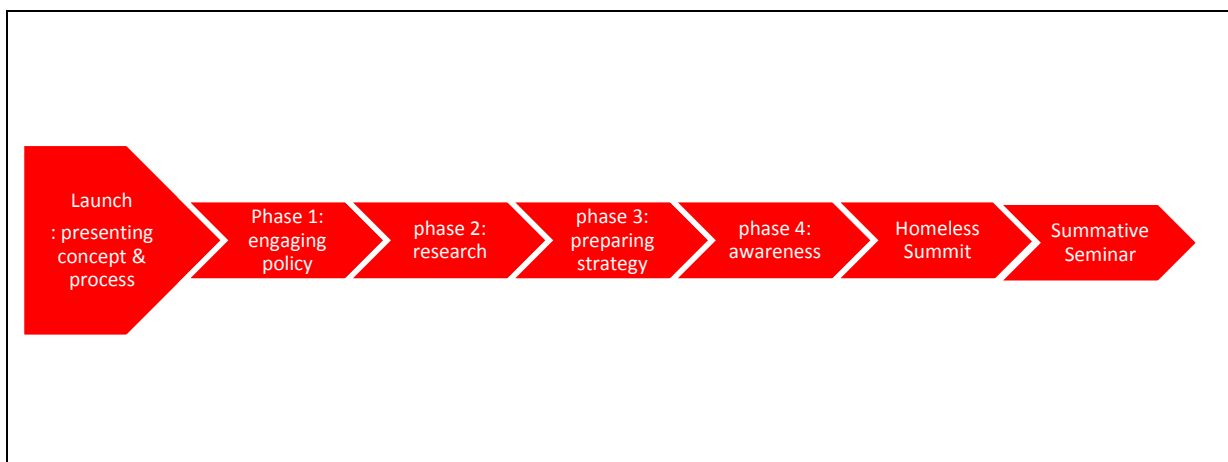 Launch
: presenting
concept &
process
Phase 1:
engaging
policy
phase 2:
research
phase 3:
preparing
strategy
phase 4:
awareness
Homeless
Summit
Summative
Seminar